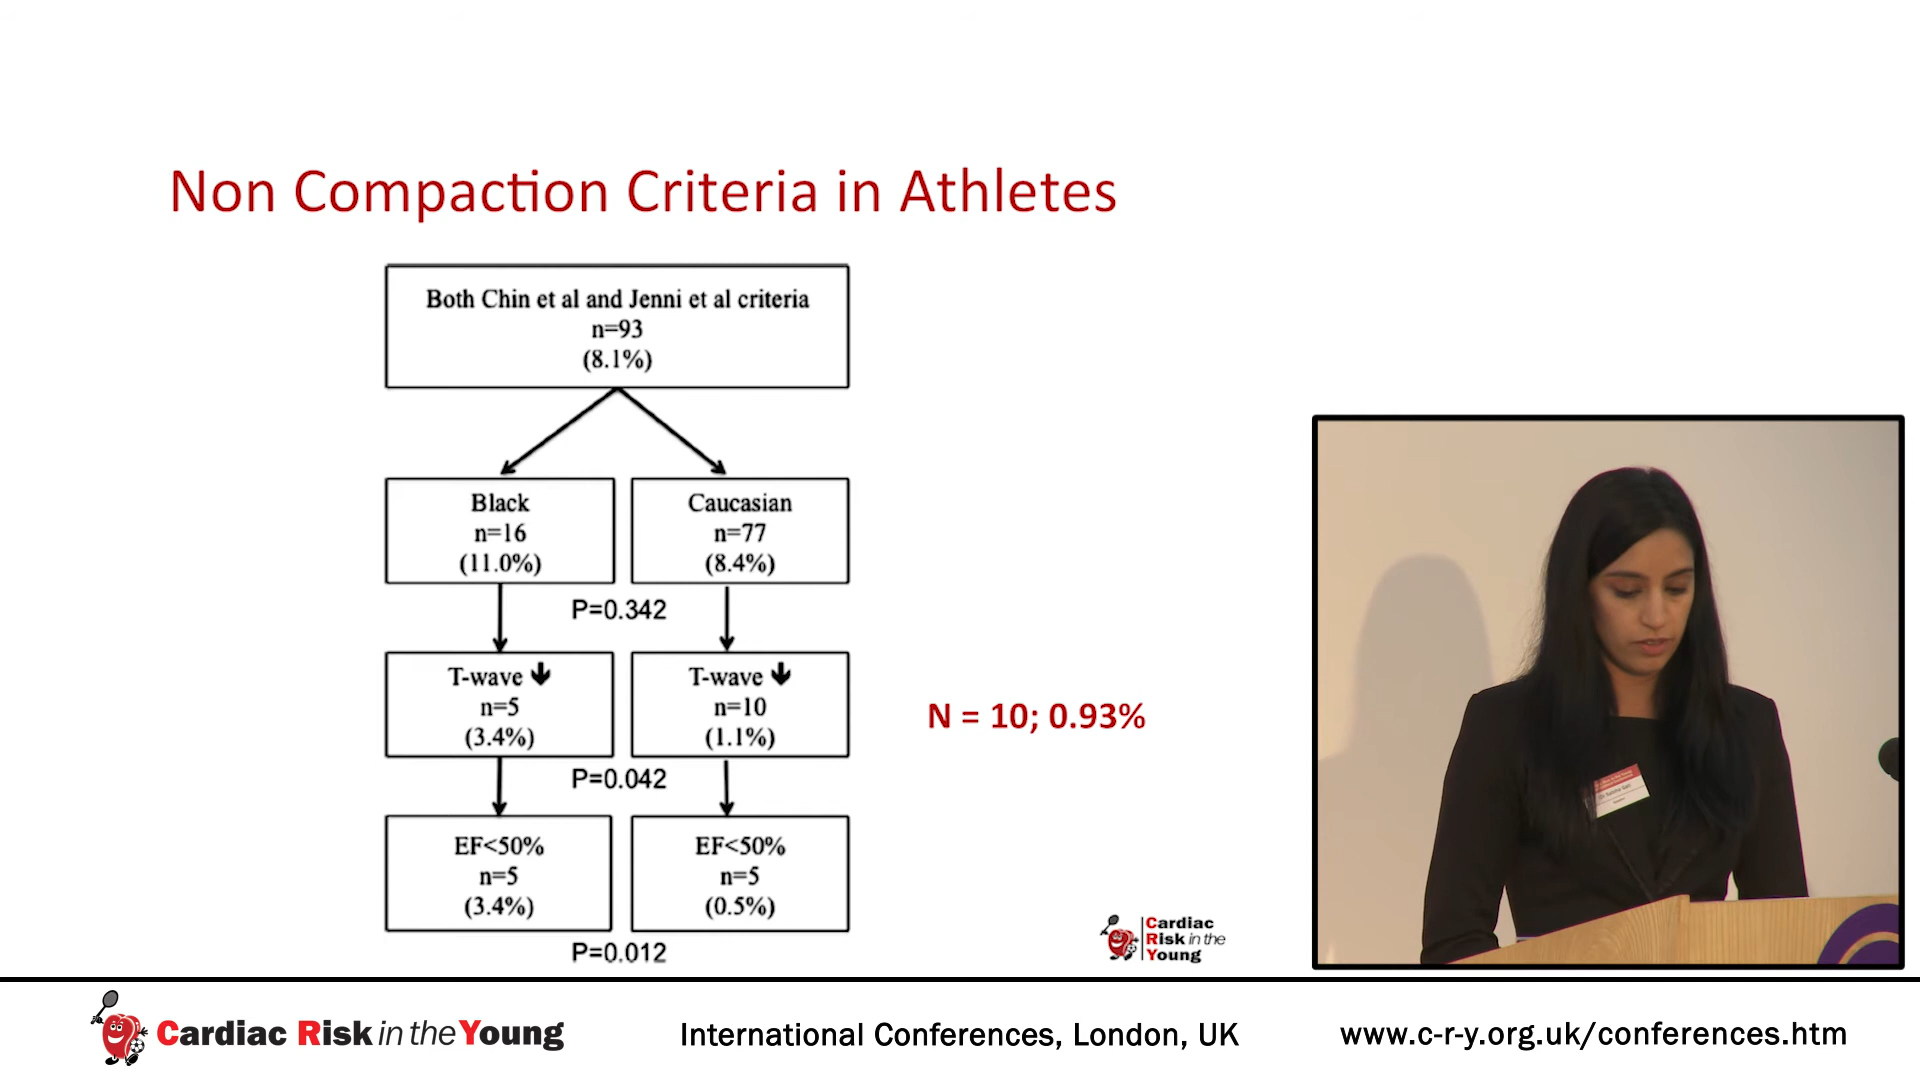 Non Compaction Criteria in Athletes
Both Chin et al and Jenni et al criteria
n=93
(8.1%)
Black
n=16
(11.0%)
Caucasian
n=77
(8.4%)
P=0.342
T-wave 🡇
n=5
(3.4%)
T-wave 🡇
n=10
(1.1%)
N = 10; 0.93%
P=0.042
EF<50%
n=5
(3.4%)
EF<50%
n=5
(0.5%)
P=0.012
Cardiac
Risk in the
Young
Cardiac Risk in the Young
International Conferences, London, UK
www.c-r-y.org.uk/conferences.htm